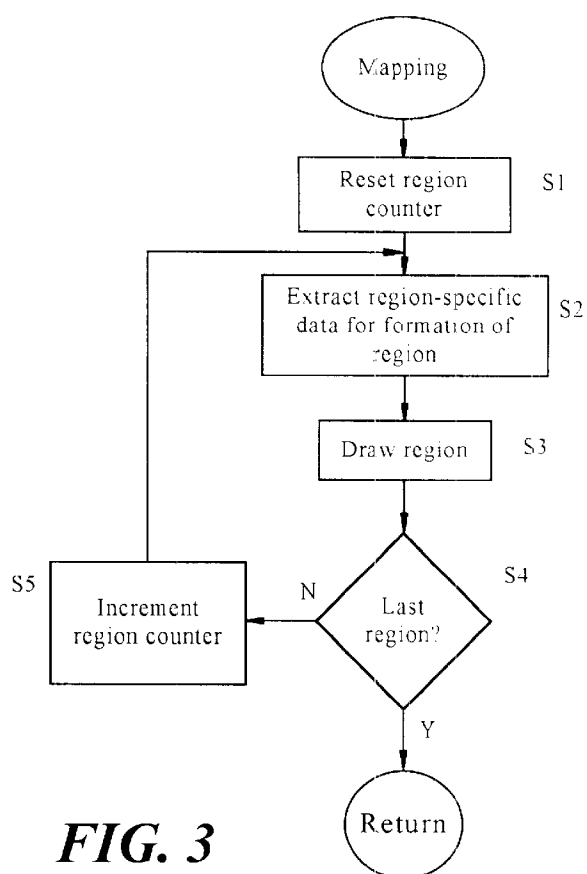 Mapping
Reset region
counter
S1
Extract region-specific
data for formation of
region
S2
Draw region
S3
Last
region?
S4
N
Y
S5
Increment
region counter
Return
FIG. 3